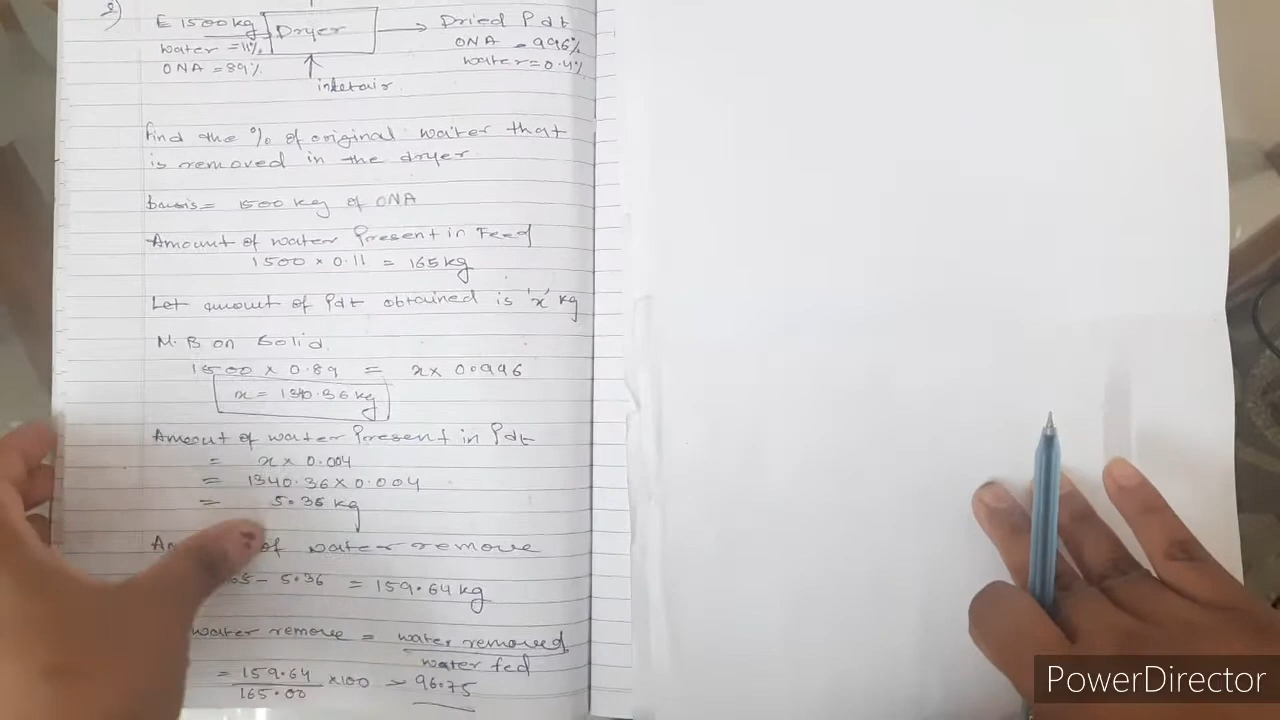 2)
F 1500kg Dryer → Dried Pdt
water = 11% ONA = 99.6%
ONA = 89% water = 0.4%
inlet air
find the % of original water that
is removed in the dryer
basis = 1500 kg of ONA
Amount of water Present in Feed
1500 × 0.11 = 165 kg
Let amount of Pdt obtained is 'x' kg
M.B on Solid
1500 × 0.89 = x × 0.996
x = 1340.36 kg
Amount of water Present in Pdt
= x × 0.004
= 1340.36 × 0.004
= 5.36 kg
of water remove
65 - 5.36 = 159.64 kg
water remove = water removed
water fed
= 159.64 × 100 ~ 96.75
165.00
PowerDirector